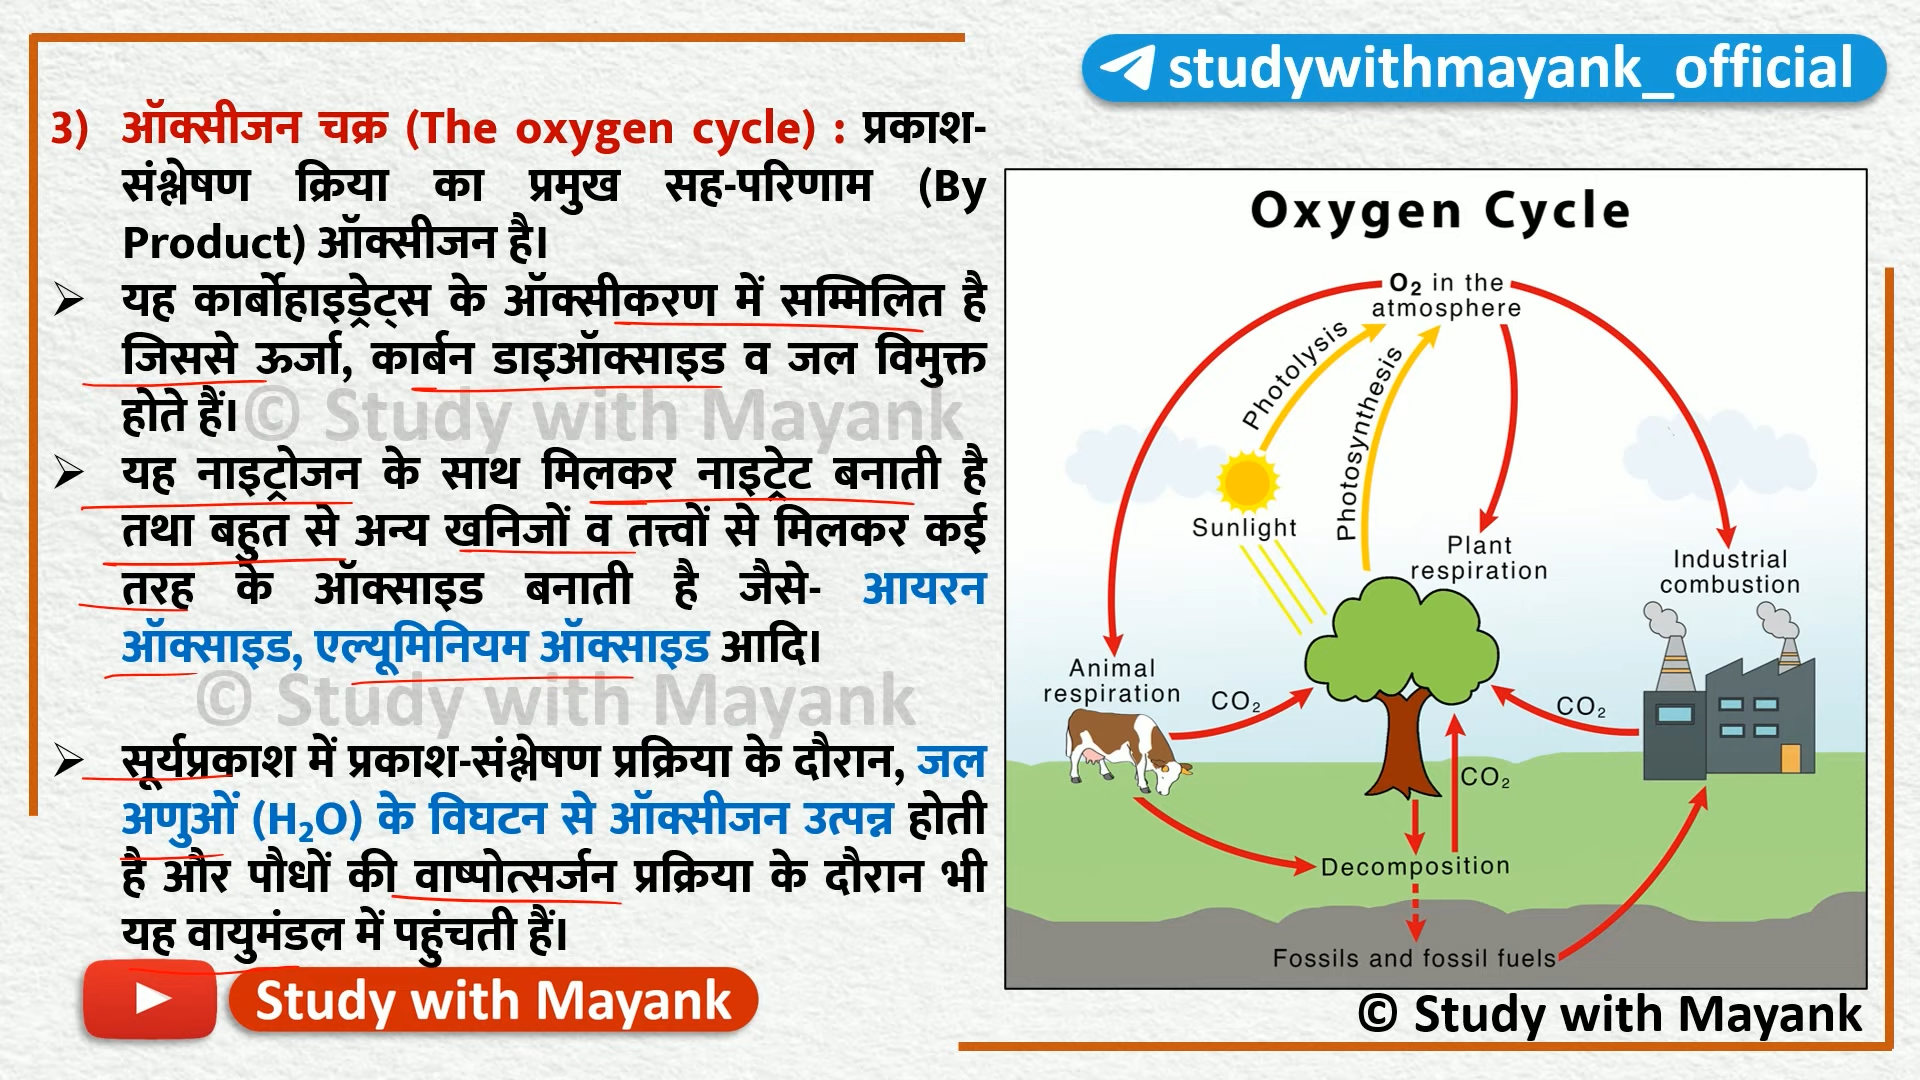 studywithmayank_official
3) ऑक्सीजन चक्र (The oxygen cycle) : प्रकाश-
संश्लेषण क्रिया का प्रमुख सह-परिणाम (By
Product) ऑक्सीजन है।
➢ यह कार्बोहाइड्रेट्स के ऑक्सीकरण में सम्मिलित है
जिससे ऊर्जा, कार्बन डाइऑक्साइड व जल विमुक्त
होते हैं।
© Study with Mayank
➢ यह नाइट्रोजन के साथ मिलकर नाइट्रेट बनाती है
तथा बहुत से अन्य खनिजों व तत्त्वों से मिलकर कई
तरह के ऑक्साइड बनाती है जैसे- आयरन
ऑक्साइड, एल्यूमिनियम ऑक्साइड आदि।
© Study with Mayank
➢ सूर्यप्रकाश में प्रकाश-संश्लेषण प्रक्रिया के दौरान, जल
अणुओं (H₂O) के विघटन से ऑक्सीजन उत्पन्न होती
है और पौधों की वाष्पोत्सर्जन प्रक्रिया के दौरान भी
यह वायुमंडल में पहुंचती हैं।
Study with Mayank
Oxygen Cycle
O₂ in the
atmosphere
Photolysis
Photosynthesis
Sunlight
Plant
respiration
Industrial
combustion
Animal
respiration
CO₂
CO₂
CO₂
Decomposition
Fossils and fossil fuels
© Study with Mayank